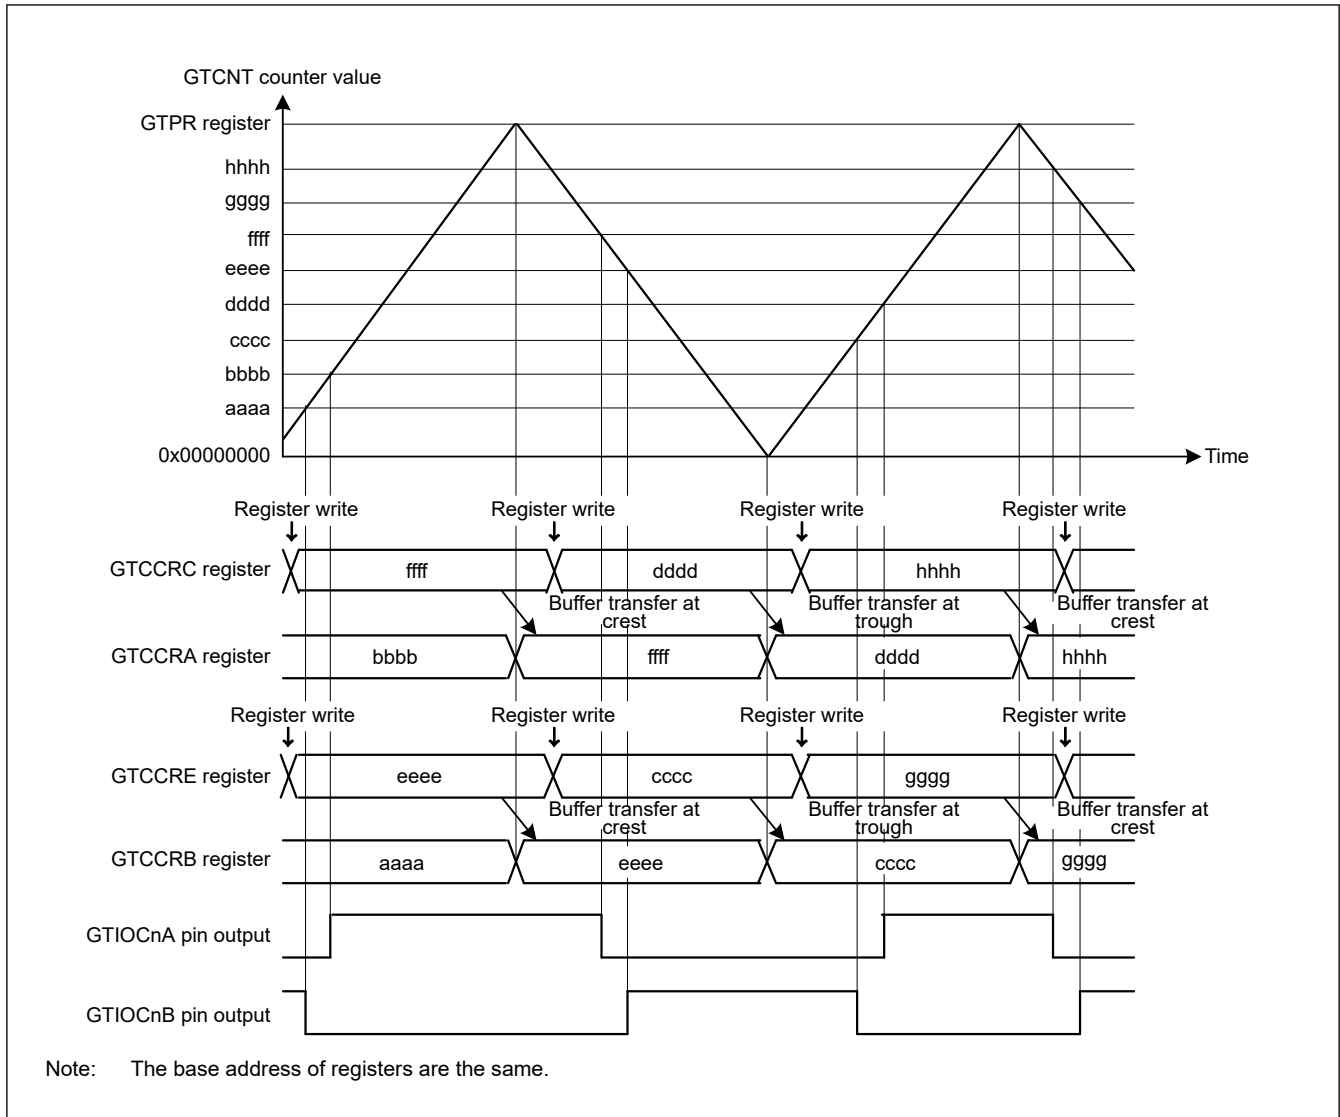 GTCNT counter value
GTPR register
hhhh
gggg
ffff
eeee
dddd
cccc
bbbb
aaaa
0x00000000
Time
Register write Register write Register write Register write
GTCCRC register ffff dddd hhhh
Buffer transfer at
crest
Buffer transfer at
trough
Buffer transfer at
crest
GTCCRA register bbbb ffff dddd hhhh
Register write Register write Register write Register write
GTCCRE register eeee cccc gggg
Buffer transfer at
crest
Buffer transfer at
trough
Buffer transfer at
crest
GTCCRB register aaaa eeee cccc gggg
GTIOCnA pin output
GTIOCnB pin output
Note: The base address of registers are the same.